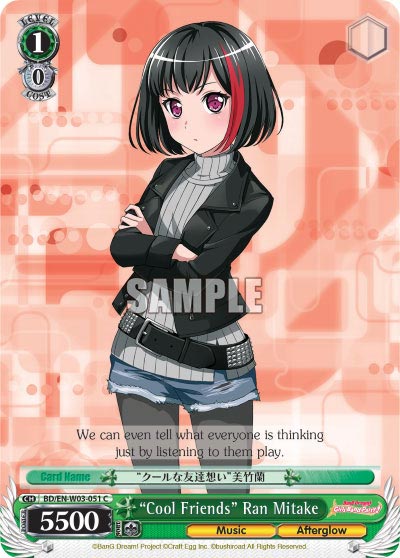 LEVEL
1
0
COST
SAMPLE
We can even tell what everyone is thinking
just by listening to them play.
Card Name
“クールな友達想い”美竹蘭
CH BD/EN-W03-051 C
“Cool Friends” Ran Mitake
5500
Music
Afterglow
©BanG Dream! Project ©Craft Egg Inc. ©bushiroad All Rights Reserved.